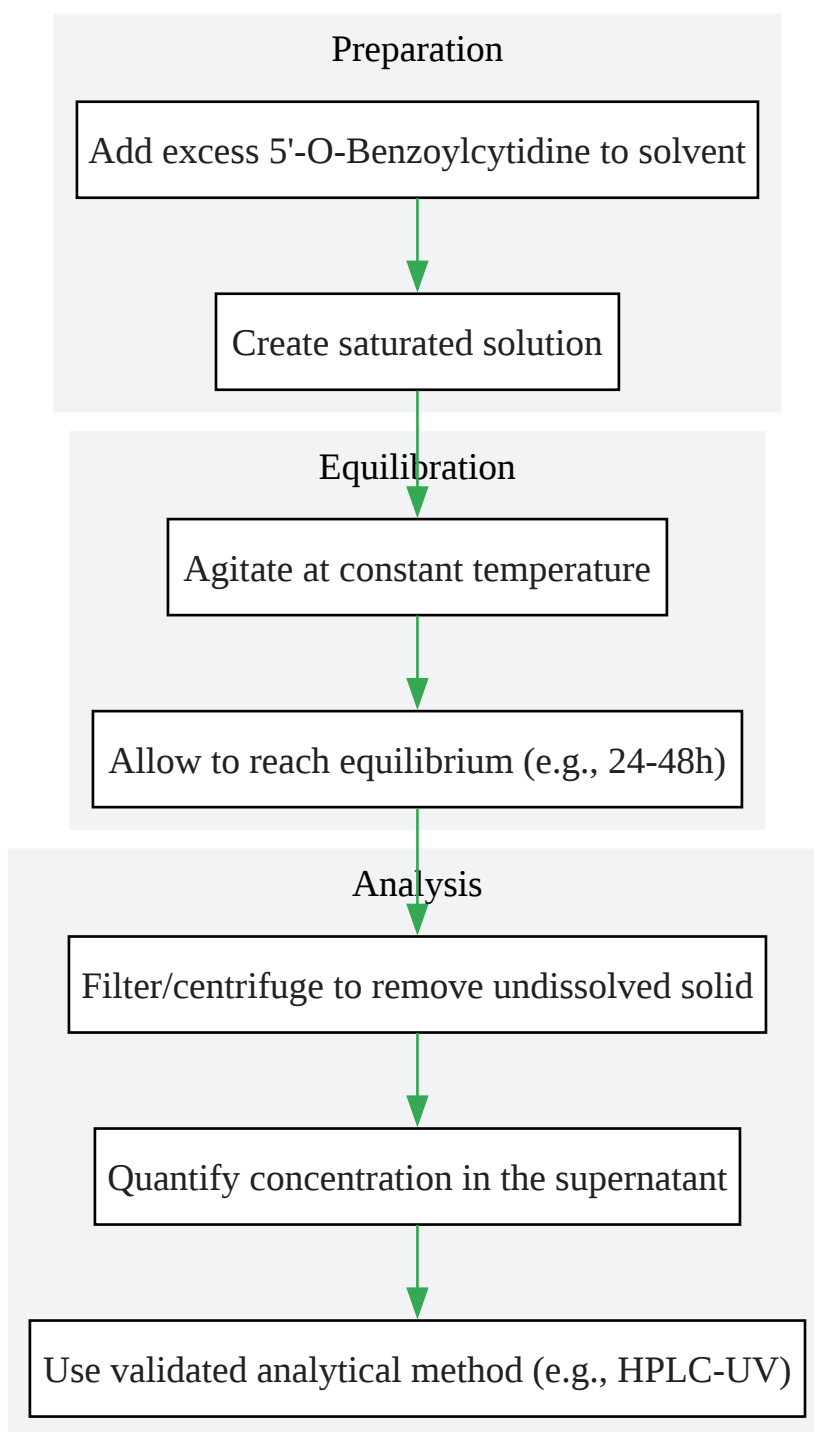 Preparation
Add excess 5'-O-Benzoylcytidine to solvent
Create saturated solution
Equilibration
Agitate at constant temperature
Allow to reach equilibrium (e.g., 24-48h)
Analysis
Filter/centrifuge to remove undissolved solid
Quantify concentration in the supernatant
Use validated analytical method (e.g., HPLC-UV)